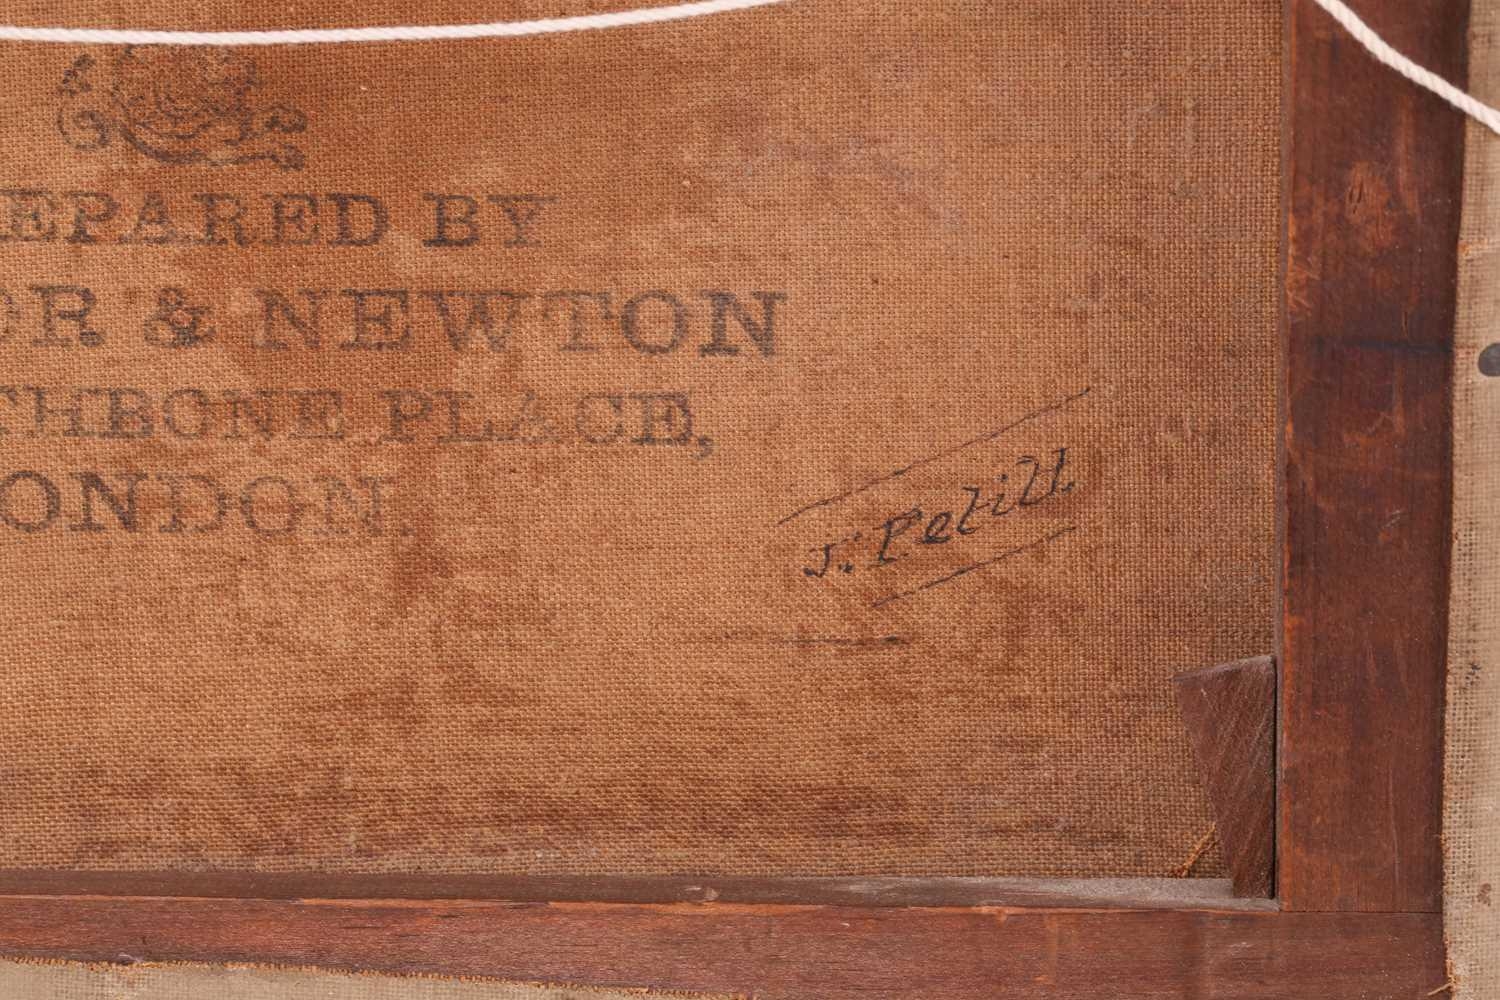 EPARED BY
OR & NEWTON
THBONE PLACE,
ONDON.
J. Petitt.